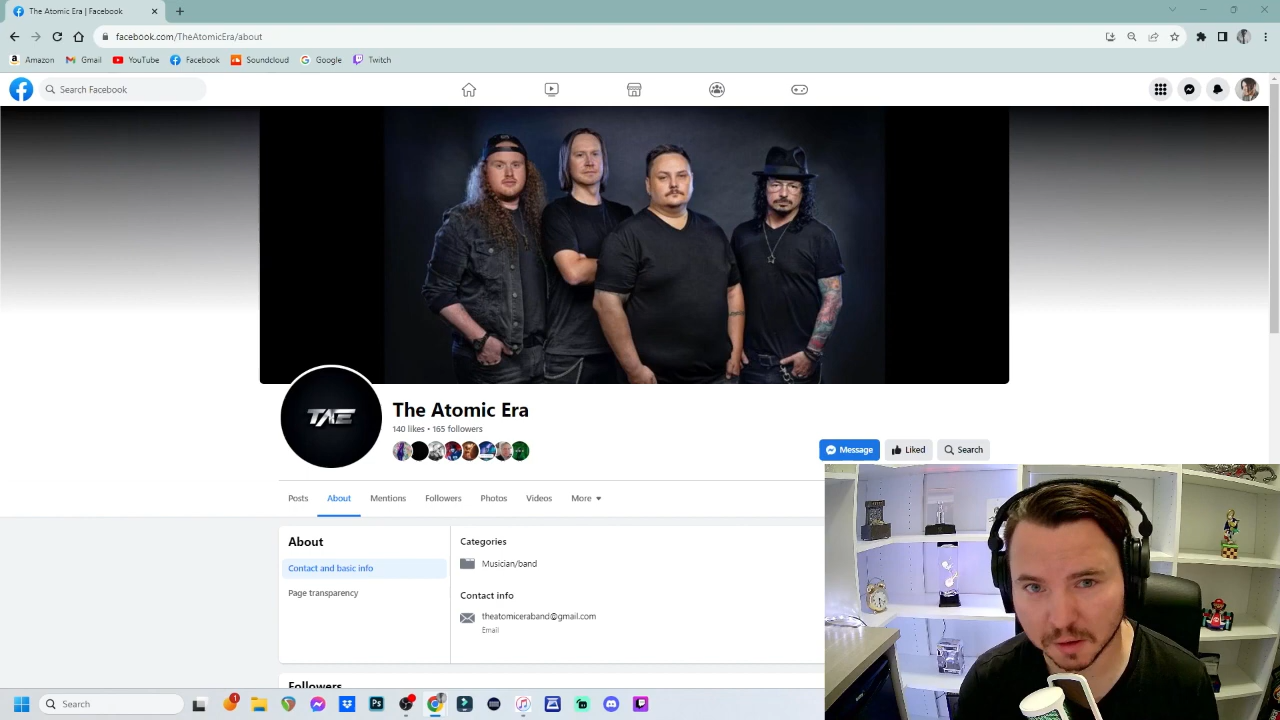 The Atomic Era | Facebook
facebook.com/TheAtomicEra/about
Amazon Gmail YouTube Facebook Soundcloud Google Twitch
Search Facebook
TAE
The Atomic Era
140 likes • 165 followers
Message Liked Search
Posts About Mentions Followers Photos Videos More
About
Contact and basic info
Page transparency
Categories
Musician/band
Contact info
theatomiceraband@gmail.com
Email
Followers
1
Ps
Search